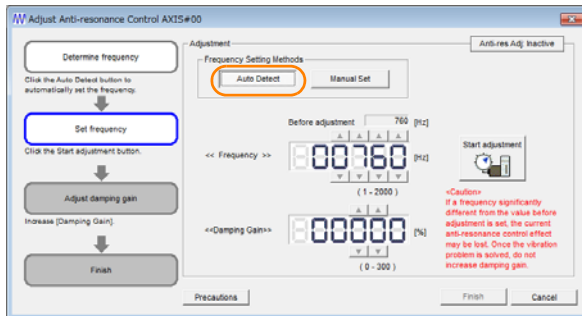 Adjust Anti-resonance Control AXIS#00
Determine frequency
Click the Auto Detect button to
automatically set the frequency.
Set frequency
Click the Start adjustment button.
Adjust damping gain
Increase [Damping Gain].
Finish
Adjustment
Anti-res Adj: Inactive
Frequency Setting Methods
Auto Detect
Manual Set
Before adjustment 760 [Hz]
<< Frequency >> 00760 [Hz]
( 1 - 2000 )
<<Damping Gain>> 00000 [%]
( 0 - 300 )
Start adjustment
<Caution>
If a frequency significantly
different from the value before
adjustment is set, the current
anti-resonance control effect
may be lost. Once the vibration
problem is solved, do not
increase damping gain.
Precautions
Finish
Cancel